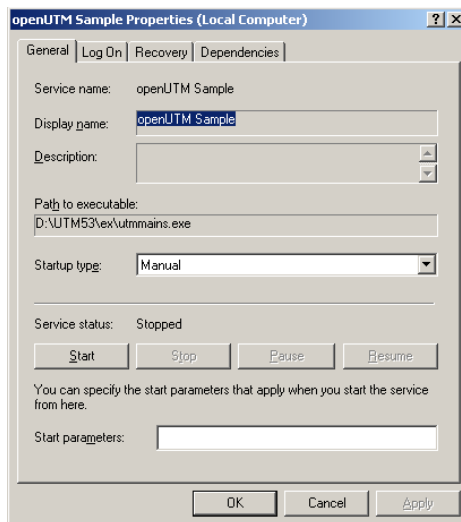 openUTM Sample Properties (Local Computer)
General Log On Recovery Dependencies
Service name: openUTM Sample
Display name: openUTM Sample
Description:
Path to executable:
D:\UTM53\ex\utmmains.exe
Startup type: Manual
Service status: Stopped
Start Stop Pause Resume
You can specify the start parameters that apply when you start the service
from here.
Start parameters:
OK Cancel Apply